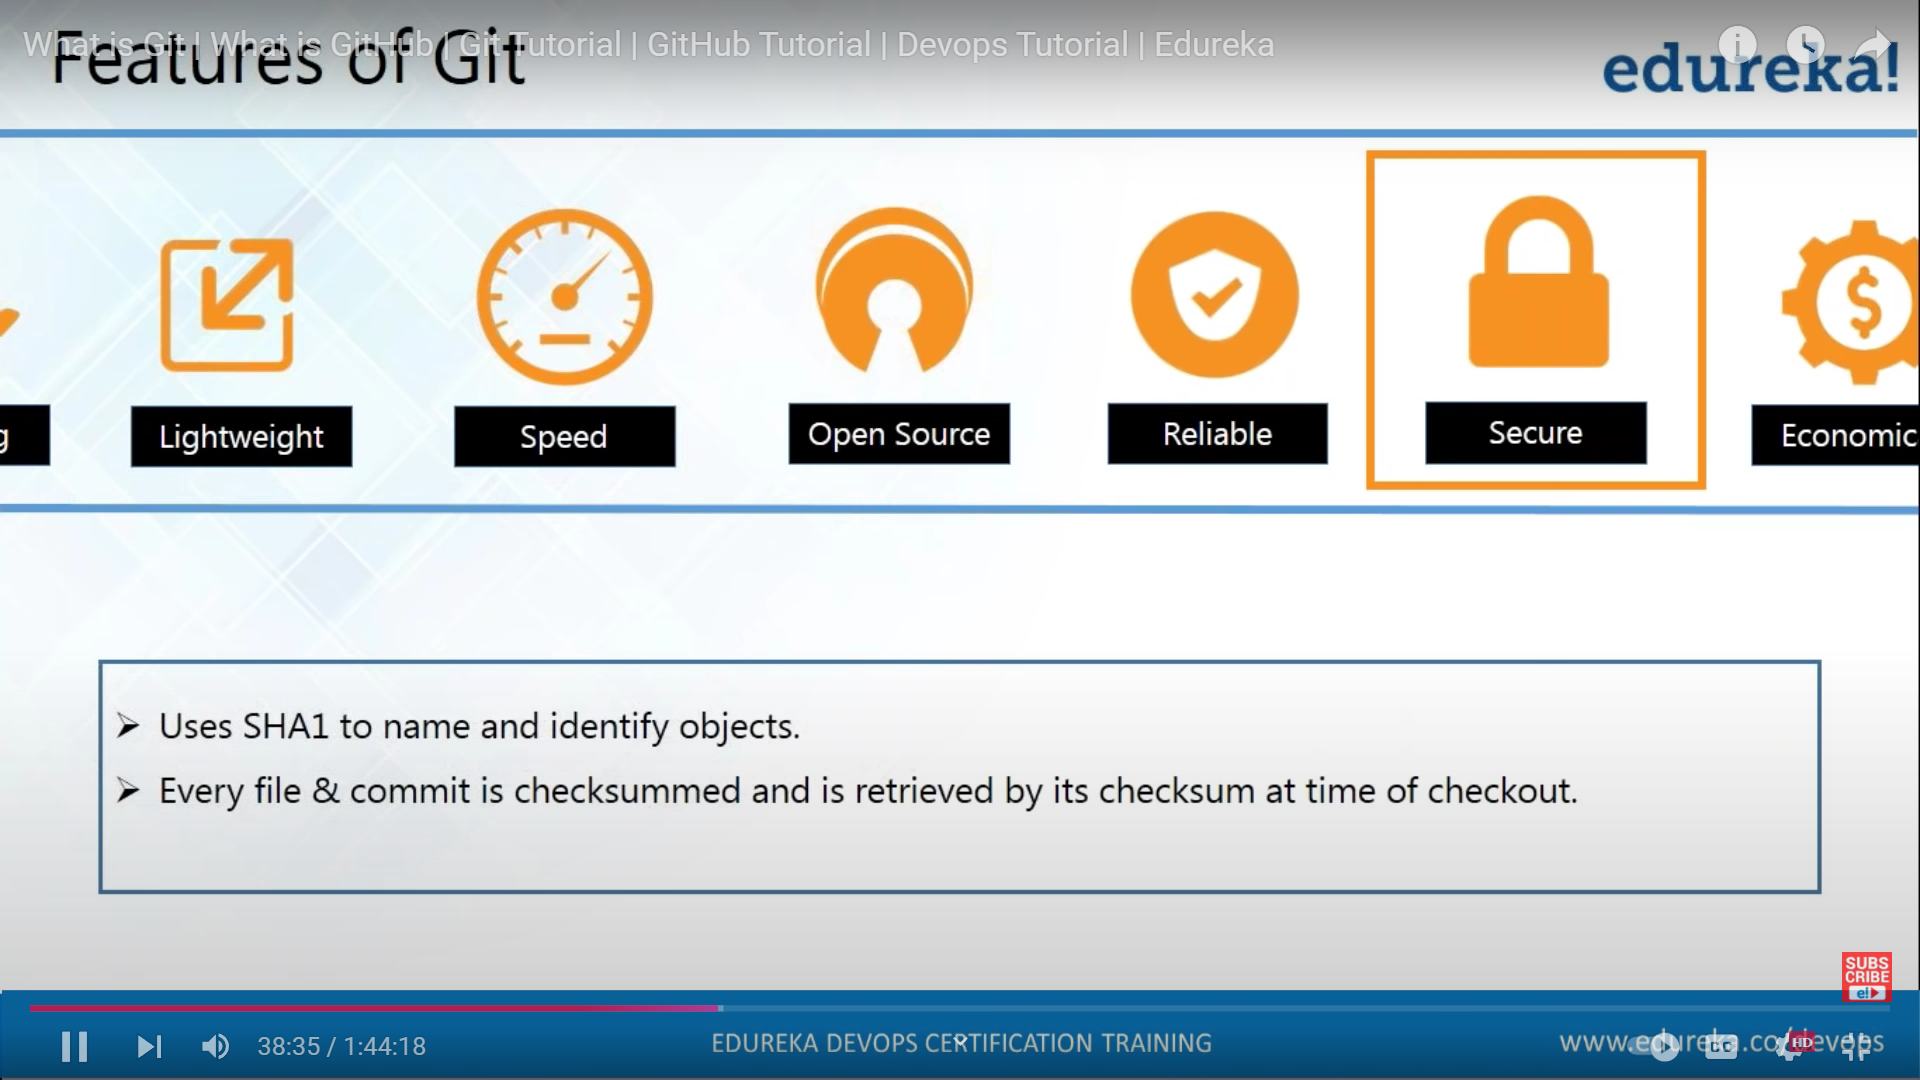 What is Git | What is GitHub | Git Tutorial | GitHub Tutorial | Devops Tutorial | Edureka
Features of Git
edureka!
g
Lightweight
Speed
Open Source
Reliable
Secure
Economic
➤ Uses SHA1 to name and identify objects.
➤ Every file & commit is checksummed and is retrieved by its checksum at time of checkout.
SUBS
CRIBE
e!
38:35 / 1:44:18
EDUREKA DEVOPS CERTIFICATION TRAINING
www.edureka.co/devops
CC
HD